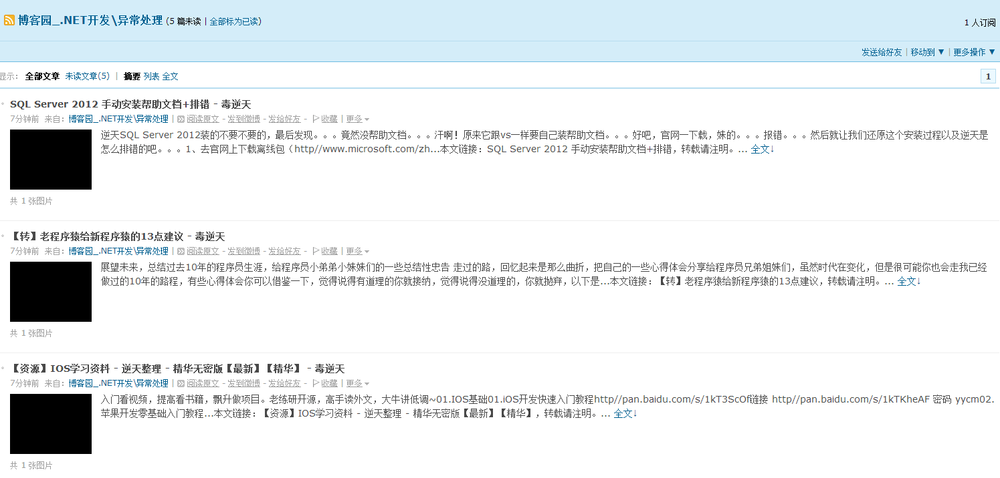 博客园_.NET开发\异常处理 (5 篇未读 | 全部标为已读)
1 人订阅
发送给好友 | 移动到 ▼ | 更多操作 ▼
显示： 全部文章 未读文章(5) | 摘要 列表 全文
1
SQL Server 2012 手动安装帮助文档+排错 - 毒逆天
7分钟前 来自：博客园_.NET开发\异常处理 | 阅读原文 - 发到微博 - 发给好友 - 收藏 | 更多
逆天SQL Server 2012装的不要不要的，最后发现。。。竟然没帮助文档。。。汗啊！原来它跟vs一样要自己装帮助文档。。。好吧，官网一下载，妹的。。。报错。。。然后就让我们还原这个安装过程以及逆天是
怎么排错的吧。。。1、去官网上下载离线包（http//www.microsoft.com/zh...本文链接：SQL Server 2012 手动安装帮助文档+排错，转载请注明。... 全文↓
共 1 张图片
【转】老程序猿给新程序猿的13点建议 - 毒逆天
7分钟前 来自：博客园_.NET开发\异常处理 | 阅读原文 - 发到微博 - 发给好友 - 收藏 | 更多
展望未来，总结过去10年的程序员生涯，给程序员小弟弟小妹妹们的一些总结性忠告 走过的路，回忆起来是那么曲折，把自己的一些心得体会分享给程序员兄弟姐妹们，虽然时代在变化，但是很可能你也会走我已经
做过的10年的路程，有些心得体会你可以借鉴一下，觉得说得有道理的你就接纳，觉得说得没道理的，你就抛弃，以下是...本文链接：【转】老程序猿给新程序猿的13点建议，转载请注明。... 全文↓
共 1 张图片
【资源】IOS学习资料 - 逆天整理 - 精华无密版【最新】【精华】 - 毒逆天
7分钟前 来自：博客园_.NET开发\异常处理 | 阅读原文 - 发到微博 - 发给好友 - 收藏 | 更多
入门看视频，提高看书籍，飘升做项目。老练研开源，高手读外文，大牛讲低调~01.IOS基础01.iOS开发快速入门教程http//pan.baidu.com/s/1kT3ScOf链接 http//pan.baidu.com/s/1kTKheAF 密码 yycm02.
苹果开发零基础入门教程...本文链接：【资源】IOS学习资料 - 逆天整理 - 精华无密版【最新】【精华】，转载请注明。... 全文↓
共 1 张图片